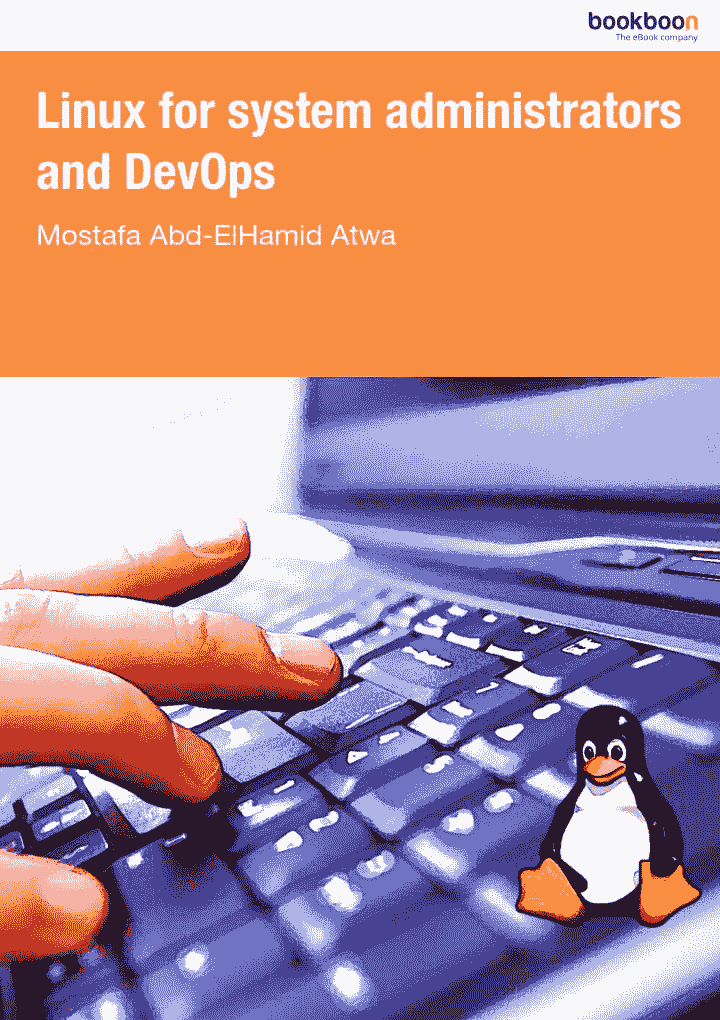 bookboon
The eBook company
Linux for system administrators
and DevOps
Mostafa Abd-ElHamid Atwa